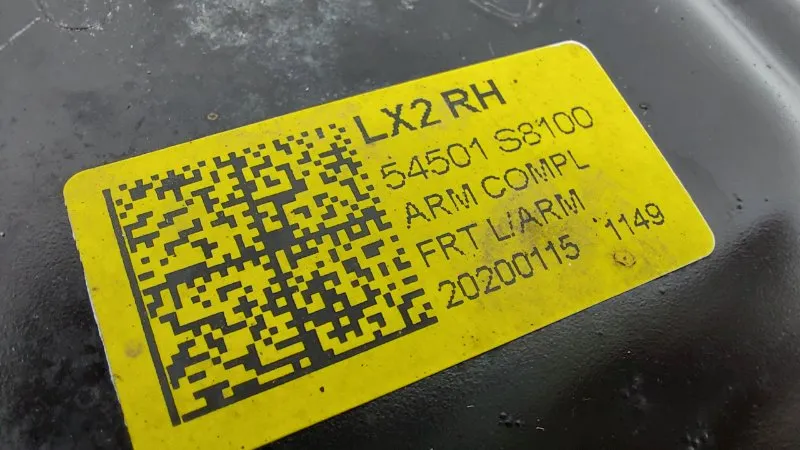 LX2 RH
54501 S8100
ARM COMPL
FRT L/ARM
20200115 1149